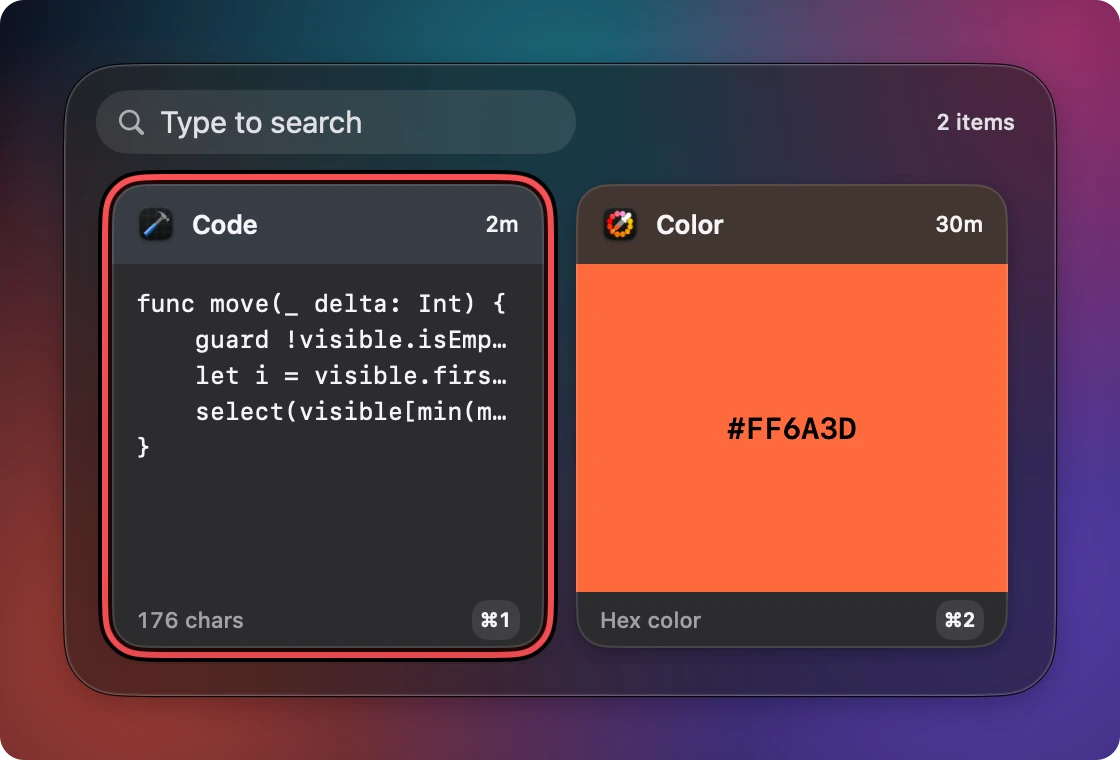 Type to search
2 items
Code
2m
func move(_ delta: Int) {
    guard !visible.isEmp…
    let i = visible.firs…
    select(visible[min(m…
}
176 chars
⌘1
Color
30m
#FF6A3D
Hex color
⌘2